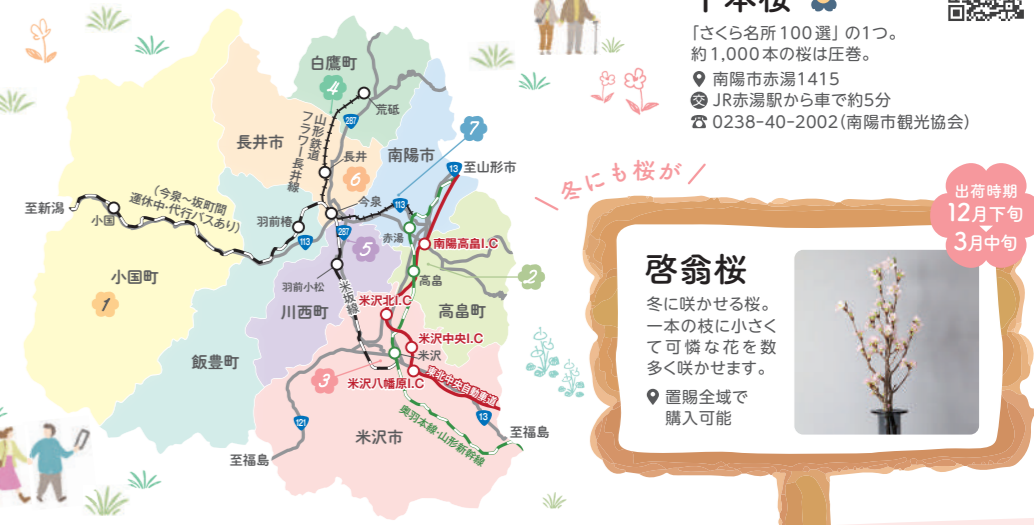 千本桜
「さくら名所100選」の1つ。
約1,000本の桜は圧巻。
南陽市赤湯1415
交 JR赤湯駅から車で約5分
☎ 0238-40-2002(南陽市観光協会)
白鷹町
4
荒砥
287
山形鉄道
フラワー長井線
長井市
長井
6
南陽市
7
13
至山形市
(今泉~坂町間
運休中・代行バスあり)
至新潟
小国
羽前椿
今泉
113
113
287
赤湯
南陽高畠I.C
5
小国町
1
羽前小松
川西町
米坂線
高畠
2
高畠町
米沢北I.C
米沢中央I.C
米沢
飯豊町
3
米沢八幡原I.C
東北中央自動車道
13
121
米沢市
奥羽本線・山形新幹線
至福島
至福島
冬にも桜が
出荷時期
12月下旬
3月中旬
啓翁桜
冬に咲かせる桜。
一本の枝に小さく
て可憐な花を数
多く咲かせます。
置賜全域で
購入可能